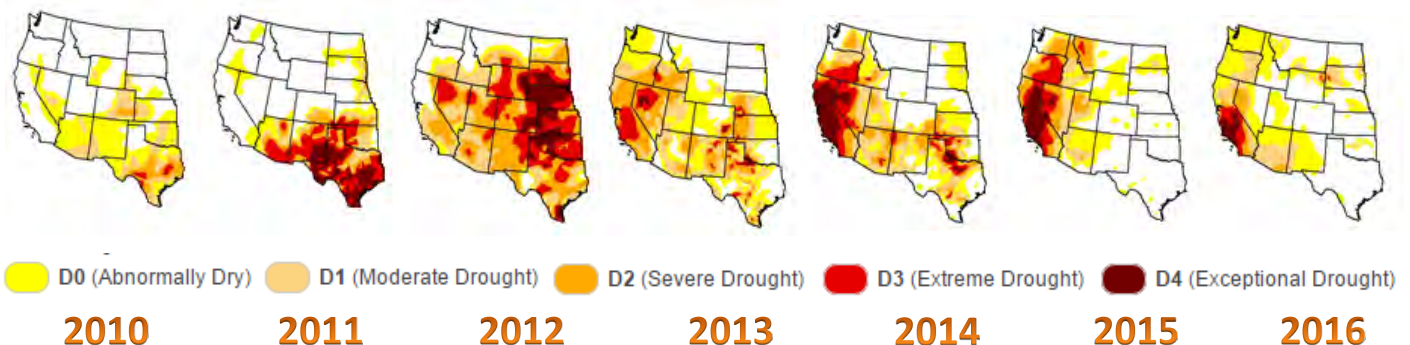 D0 (Abnormally Dry) D1 (Moderate Drought) D2 (Severe Drought) D3 (Extreme Drought) D4 (Exceptional Drought)
2010 2011 2012 2013 2014 2015 2016